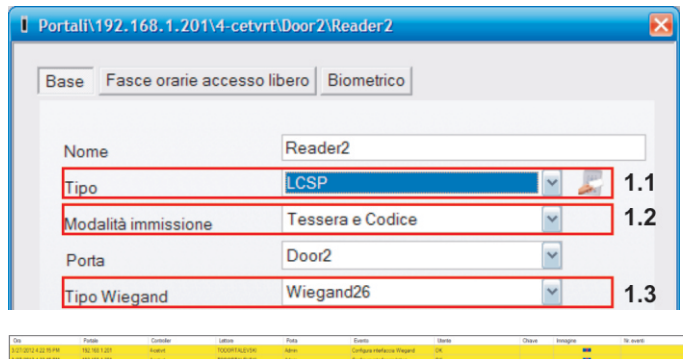 Portali\192.168.1.201\4-cetvrt\Door2\Reader2
Base Fasce orarie accesso libero Biometrico
Nome Reader2
Tipo LCSP 1.1
Modalità immissione Tessera e Codice 1.2
Porta Door2
Tipo Wiegand Wiegand26 1.3
Ora Portale Controller Lettore Porta Evento Utente Chiave Immagine Nr. eventi
192.168.1.201 Admin Configura interfaccia Wiegand OK